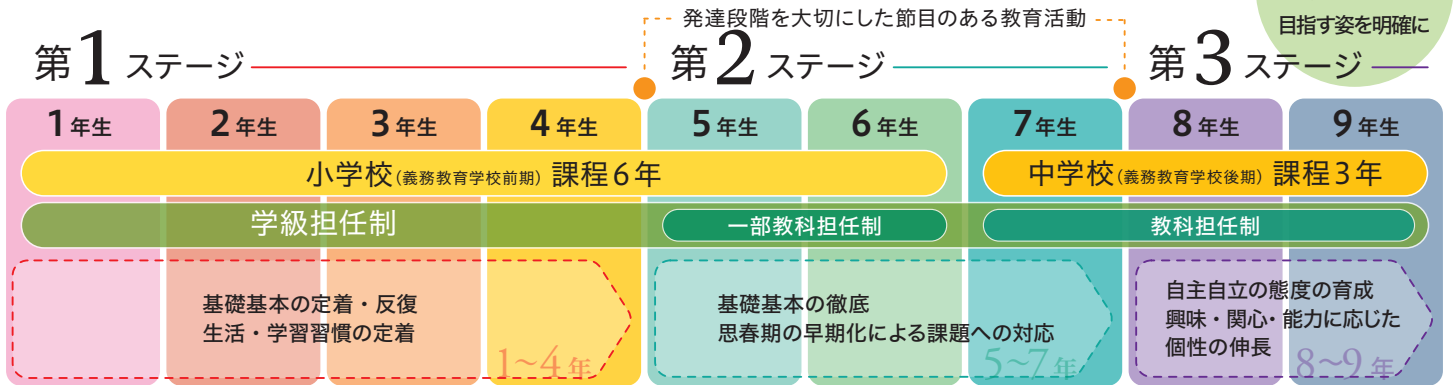 発達段階を大切にした節目のある教育活動
目指す姿を明確に
第1ステージ
第2ステージ
第3ステージ
1年生
2年生
3年生
4年生
5年生
6年生
7年生
8年生
9年生
小学校(義務教育学校前期)課程6年
中学校(義務教育学校後期)課程3年
学級担任制
一部教科担任制
教科担任制
基礎基本の定着・反復
生活・学習習慣の定着
1~4年
基礎基本の徹底
思春期の早期化による課題への対応
5~7年
自主自立の態度の育成
興味・関心・能力に応じた
個性の伸長
8~9年